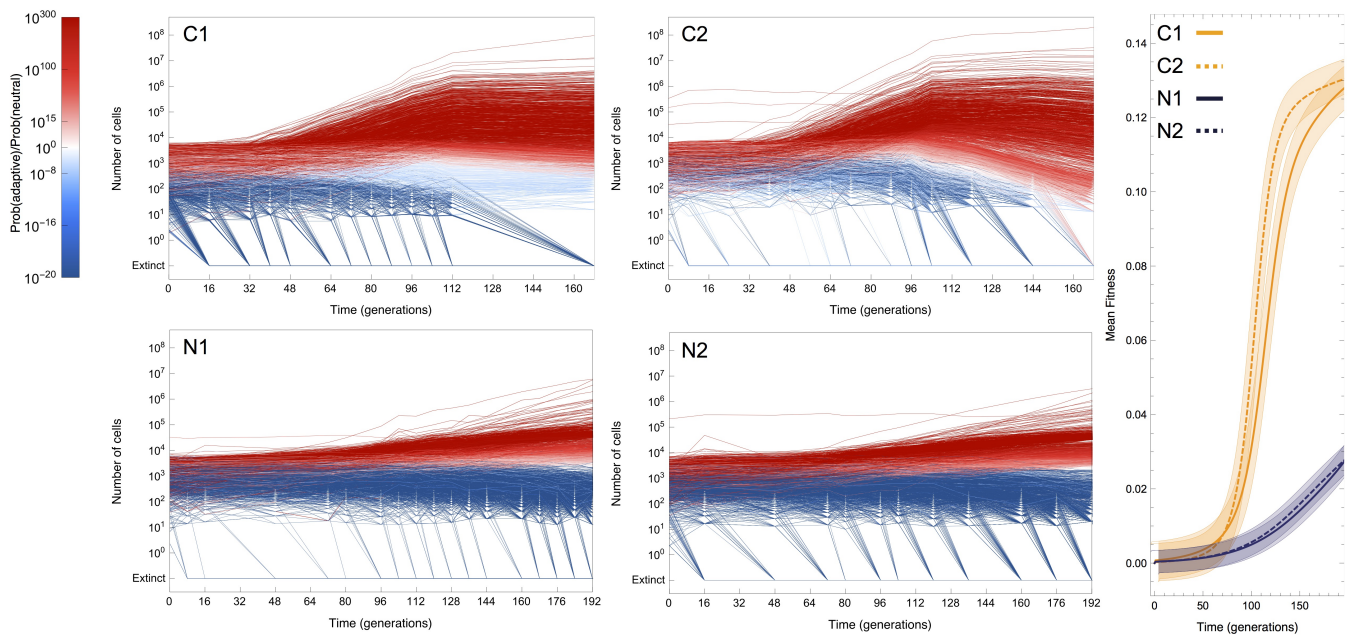 Prob(adaptive)/Prob(neutral)
10^300
10^100
10^15
10^0
10^-8
10^-16
10^-20
C1
Number of cells
10^8
10^7
10^6
10^5
10^4
10^3
10^2
10^1
10^0
Extinct
0 16 32 48 64 80 96 112 128 144 160
Time (generations)
C2
Number of cells
10^8
10^7
10^6
10^5
10^4
10^3
10^2
10^1
10^0
Extinct
0 16 32 48 64 80 96 112 128 144 160
Time (generations)
N1
Number of cells
10^8
10^7
10^6
10^5
10^4
10^3
10^2
10^1
10^0
Extinct
0 16 32 48 64 80 96 112 128 144 160 176 192
Time (generations)
N2
Number of cells
10^8
10^7
10^6
10^5
10^4
10^3
10^2
10^1
10^0
Extinct
0 16 32 48 64 80 96 112 128 144 160 176 192
Time (generations)
C1
C2
N1
N2
Mean Fitness
0.14
0.12
0.10
0.08
0.06
0.04
0.02
0.00
0 50 100 150
Time (generations)